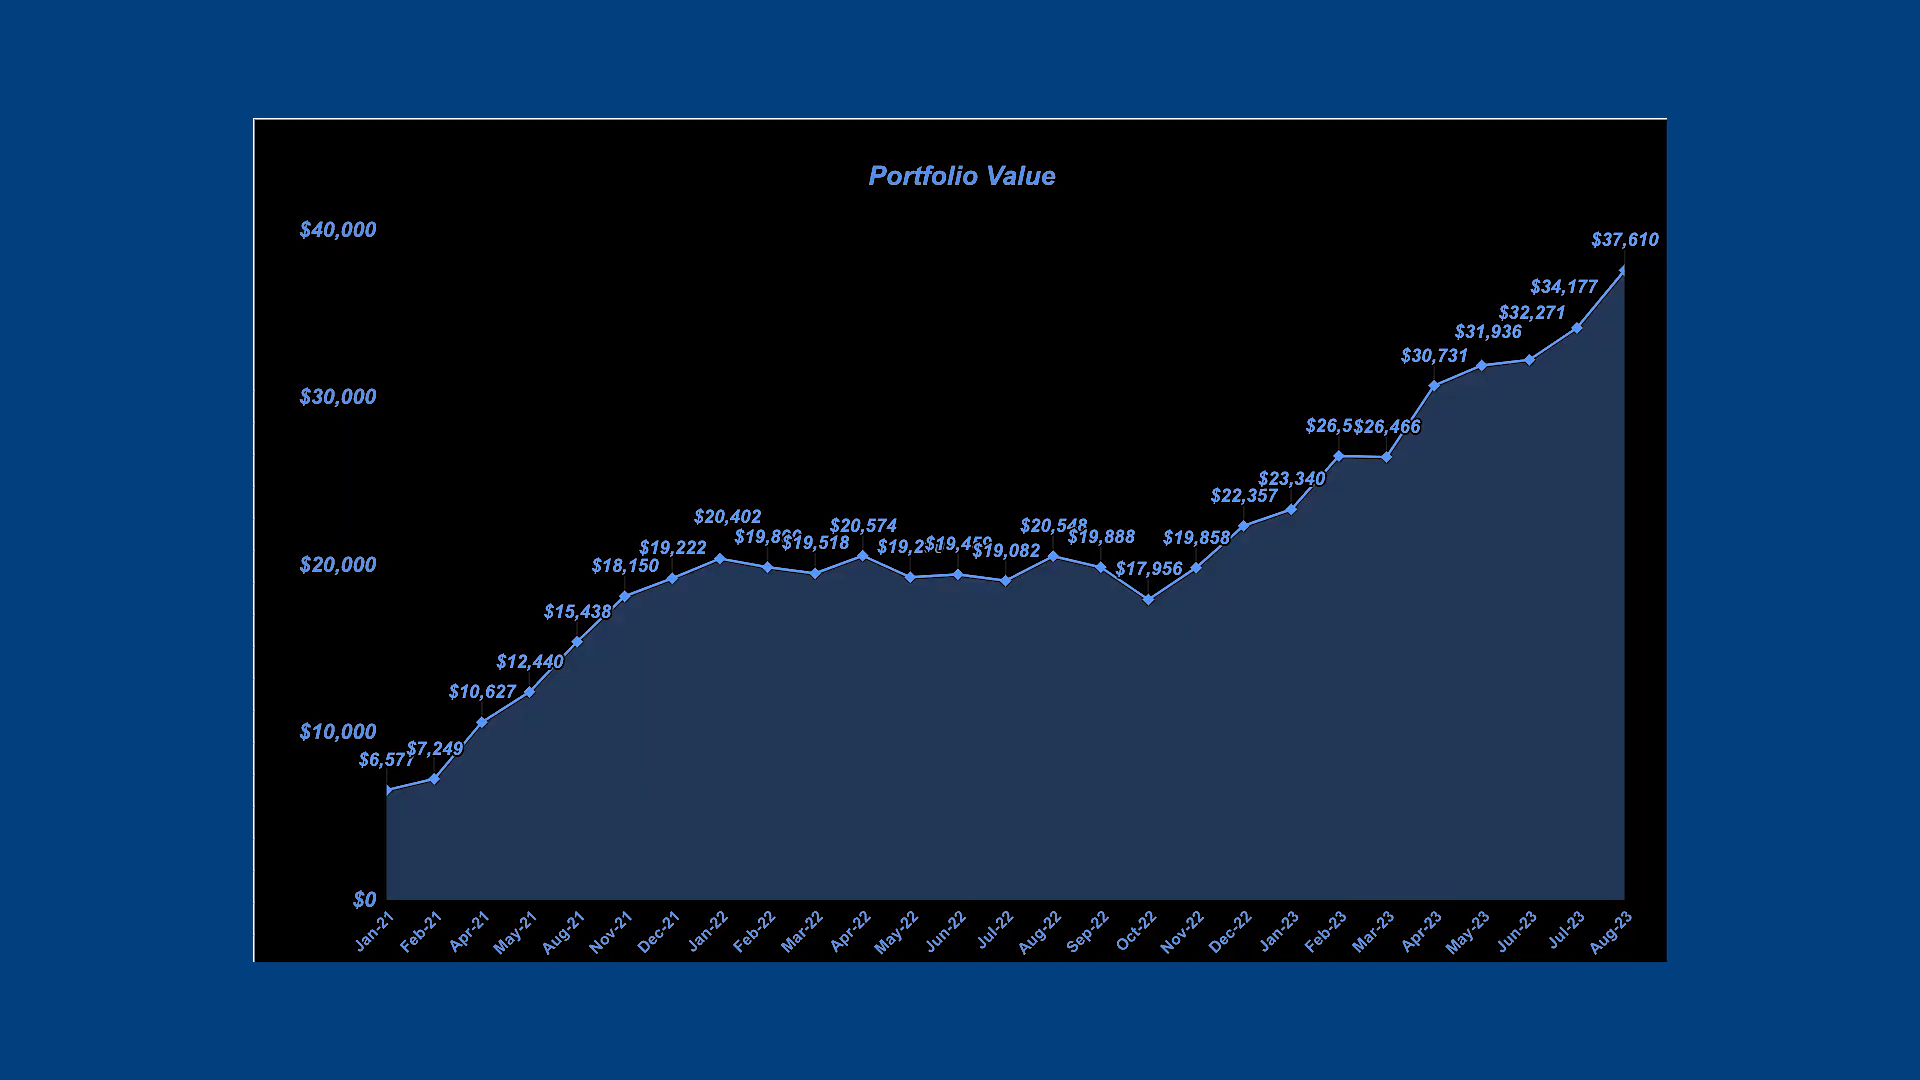 Portfolio Value
$40,000
$30,000
$20,000
$10,000
$0
$6,577
$7,249
$10,627
$12,440
$15,438
$18,150
$19,222
$20,402
$19,518
$20,574
$19,082
$20,548
$19,888
$17,956
$19,858
$22,357
$23,340
$26,466
$30,731
$31,936
$32,271
$34,177
$37,610
Jan-21
Feb-21
Apr-21
May-21
Aug-21
Nov-21
Dec-21
Jan-22
Feb-22
Mar-22
Apr-22
May-22
Jun-22
Jul-22
Aug-22
Sep-22
Oct-22
Nov-22
Dec-22
Jan-23
Feb-23
Mar-23
Apr-23
May-23
Jun-23
Jul-23
Aug-23